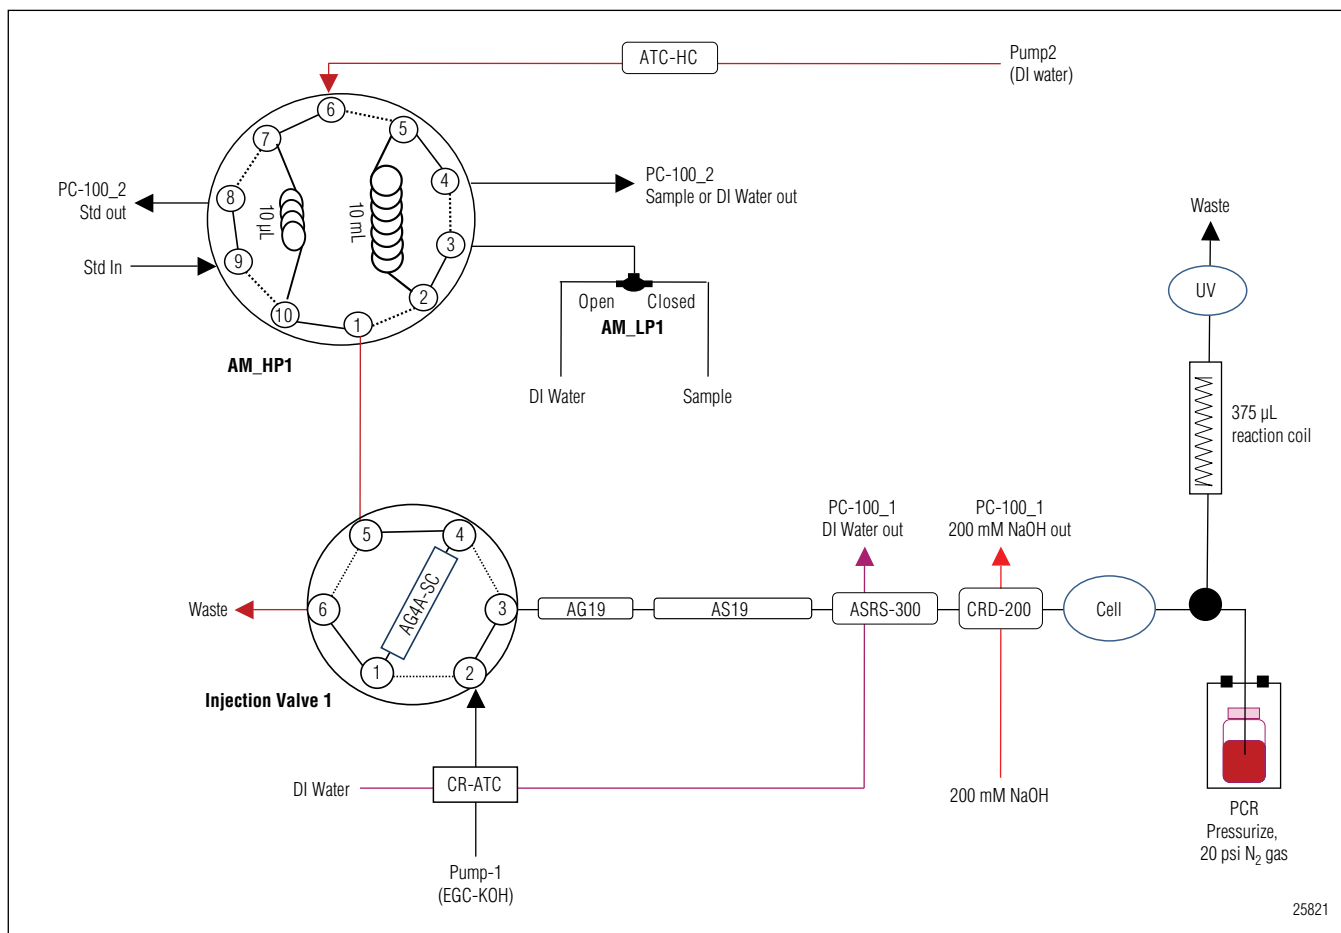 ATC-HC
Pump2
(DI water)
6
7
5
8
4
9
3
10
2
1
10 µL
10 mL
PC-100_2
Std out
Std In
PC-100_2
Sample or DI Water out
Open
Closed
AM_LP1
DI Water
Sample
AM_HP1
Waste
UV
375 µL
reaction coil
5
4
6
3
1
2
AG4A-SC
Waste
Injection Valve 1
AG19
AS19
ASRS-300
CRD-200
Cell
PC-100_1
DI Water out
PC-100_1
200 mM NaOH out
DI Water
CR-ATC
200 mM NaOH
Pump-1
(EGC-KOH)
PCR
Pressurize,
20 psi N₂ gas
25821